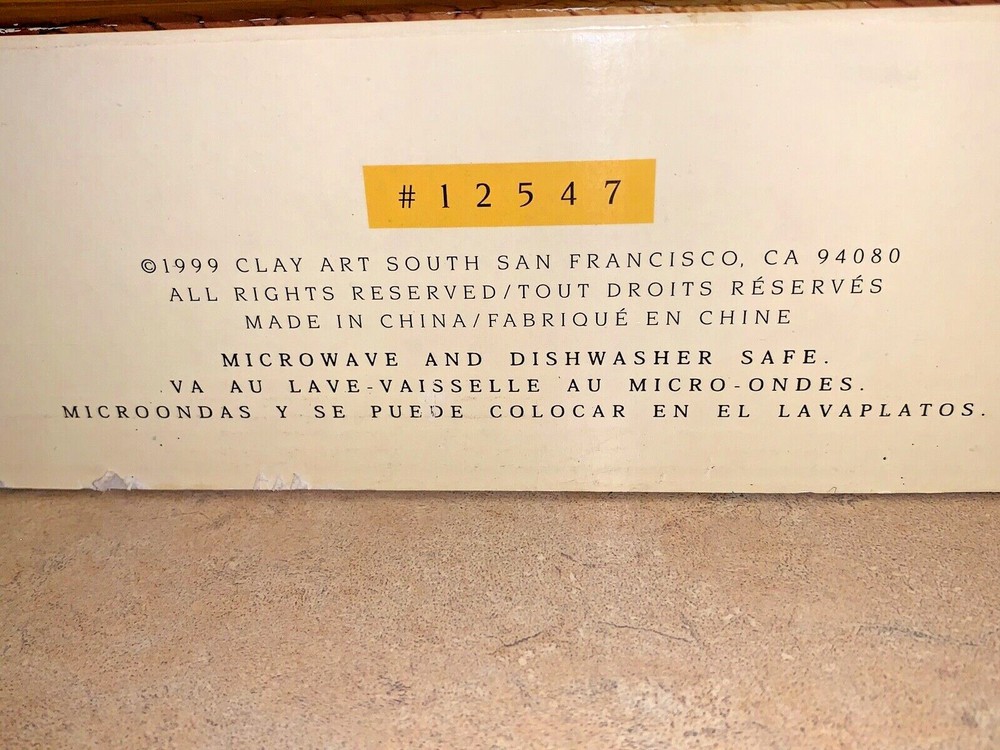 #12547
©1999 CLAY ART SOUTH SAN FRANCISCO, CA 94080
ALL RIGHTS RESERVED/TOUT DROITS RÉSERVÉS
MADE IN CHINA/FABRIQUÉ EN CHINE
MICROWAVE AND DISHWASHER SAFE.
VA AU LAVE-VAISSELLE AU MICRO-ONDES.
MICROONDAS Y SE PUEDE COLOCAR EN EL LAVAPLATOS.